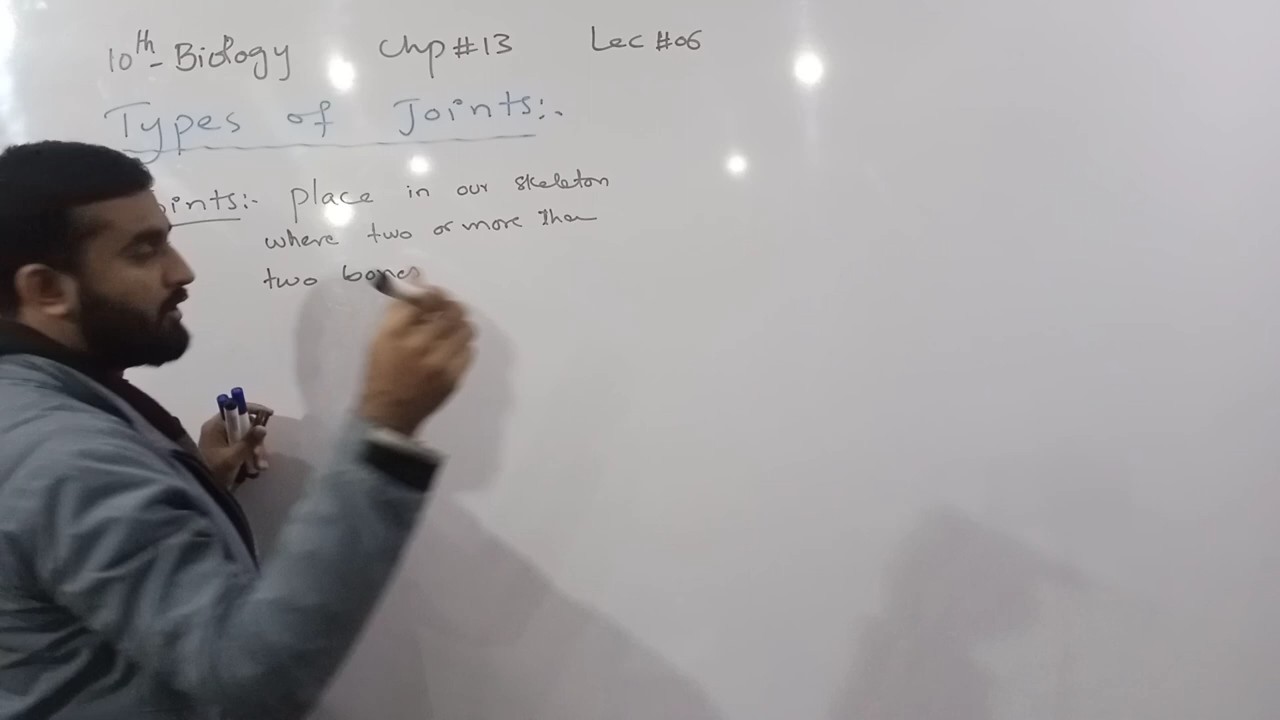 10th - Biology Chp #13 Lec #06
Types of Joints:-
ints:- place in our skeleton
where two or more than
two bones